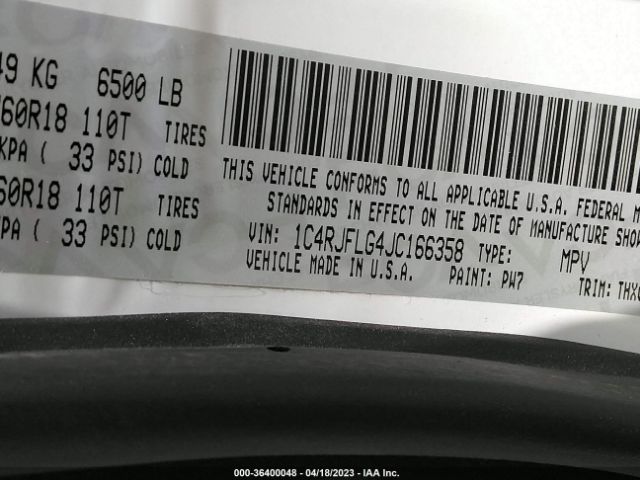 49 KG 6500 LB
60R18 110T TIRES
KPA ( 33 PSI) COLD
60R18 110T TIRES
PA ( 33 PSI) COLD
THIS VEHICLE CONFORMS TO ALL APPLICABLE U.S.A. FEDERAL M
STANDARDS IN EFFECT ON THE DATE OF MANUFACTURE SHO
VIN: 1C4RJFLG4JC166358 TYPE: MPV
VEHICLE MADE IN U.S.A. PAINT: PW7 TRIM: THX
000-36400048 - 04/18/2023 - IAA Inc.